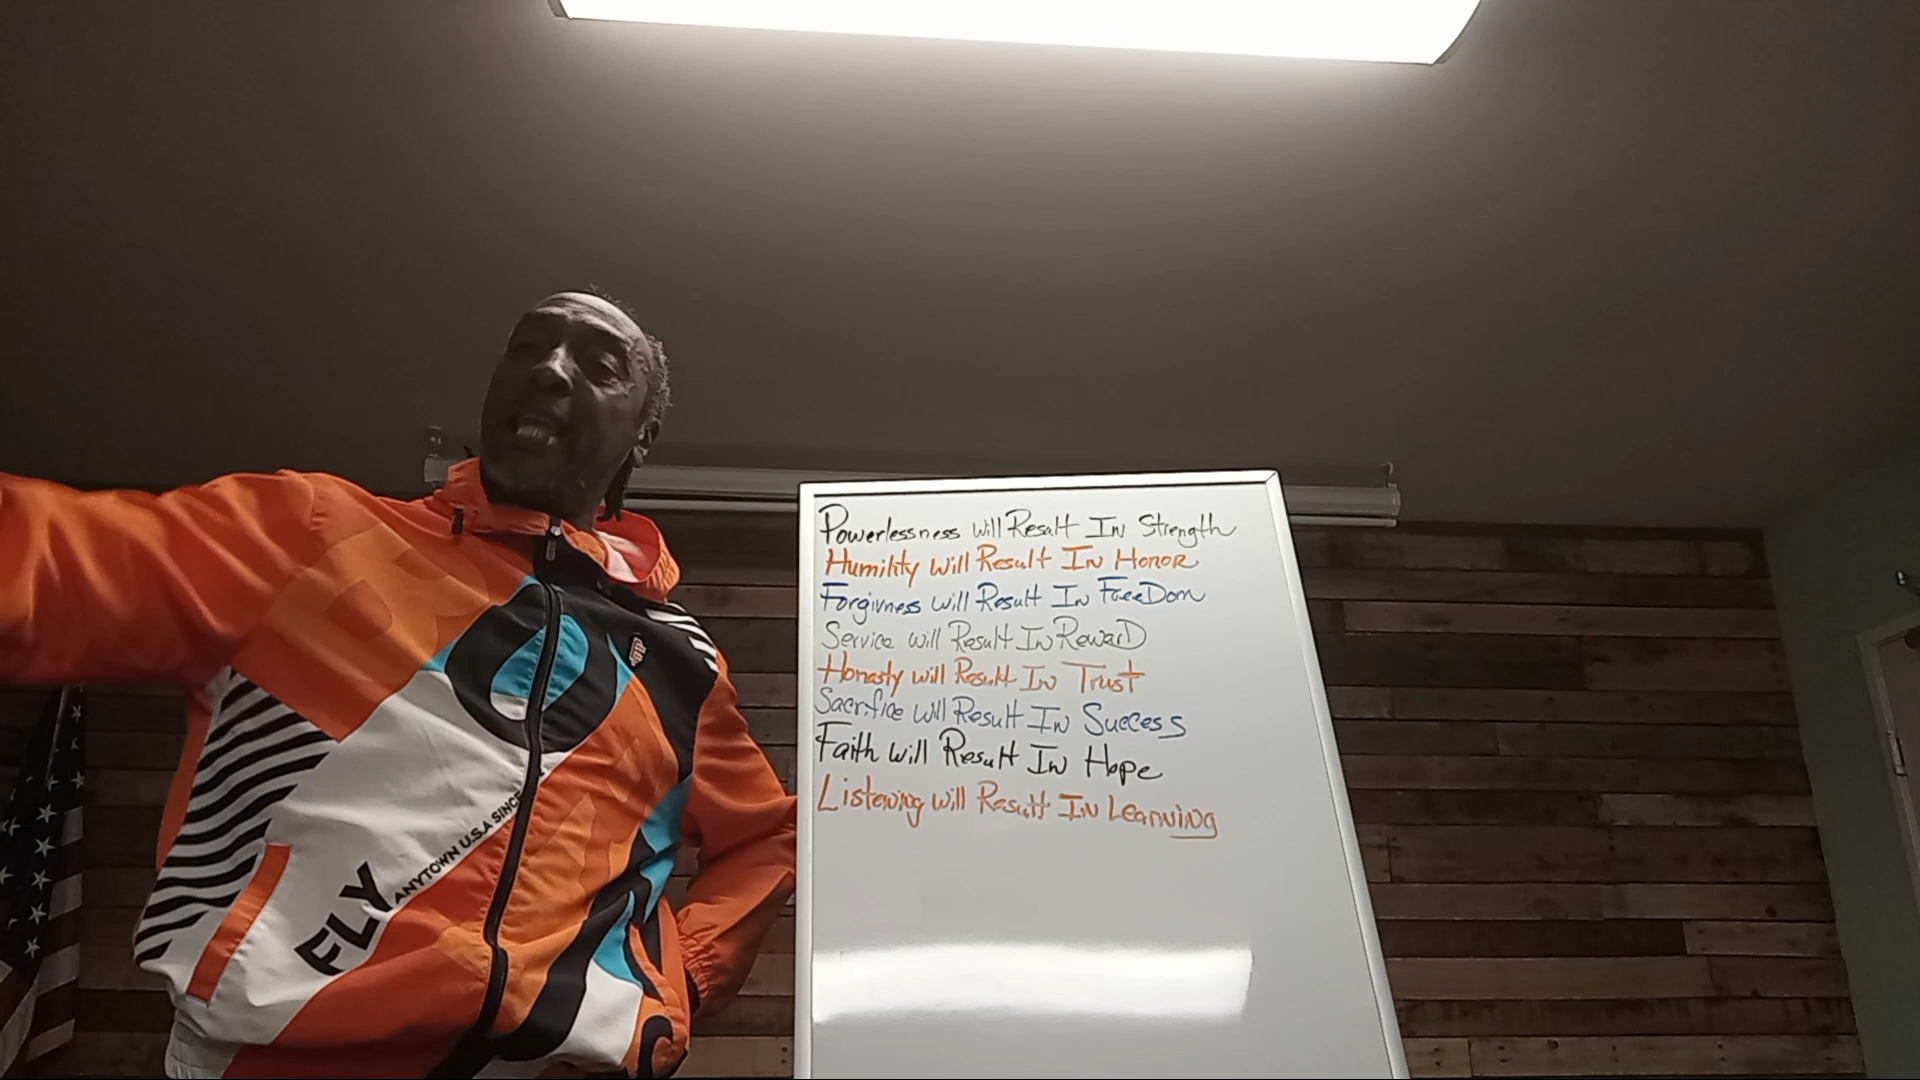 Powerlessness will Result In Strength
Humility will Result In Honor
Forgivness will Result In FreeDom
Service will Result In RewarD
Honesty will Result In Trust
Sacrifice will Result In Success
Faith will Result In Hope
Listening will Result In Learning
FLY
ANYTOWN U.S.A SINCE